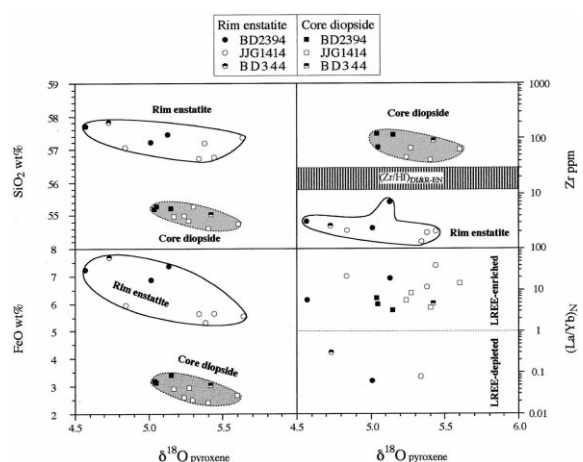 Rim enstatite Core diopside
BD2394 BD2394
JJG1414 JJG1414
BD344 BD344
59
58
57
56
55
8
SiO2 wt%
Rim enstatite
Core diopside
7
6
5
4
3
2
FeO wt%
Rim enstatite
Core diopside
4.5 5.0 5.5
δ18O pyroxene
1000
100
10
Zr ppm
Core diopside
(Zr/Hf)DI&R-EN
Rim enstatite
100
10
1
0.1
0.01
(La/Yb)N
LREE-enriched
LREE-depleted
4.5 5.0 5.5 6.0
δ18O pyroxene